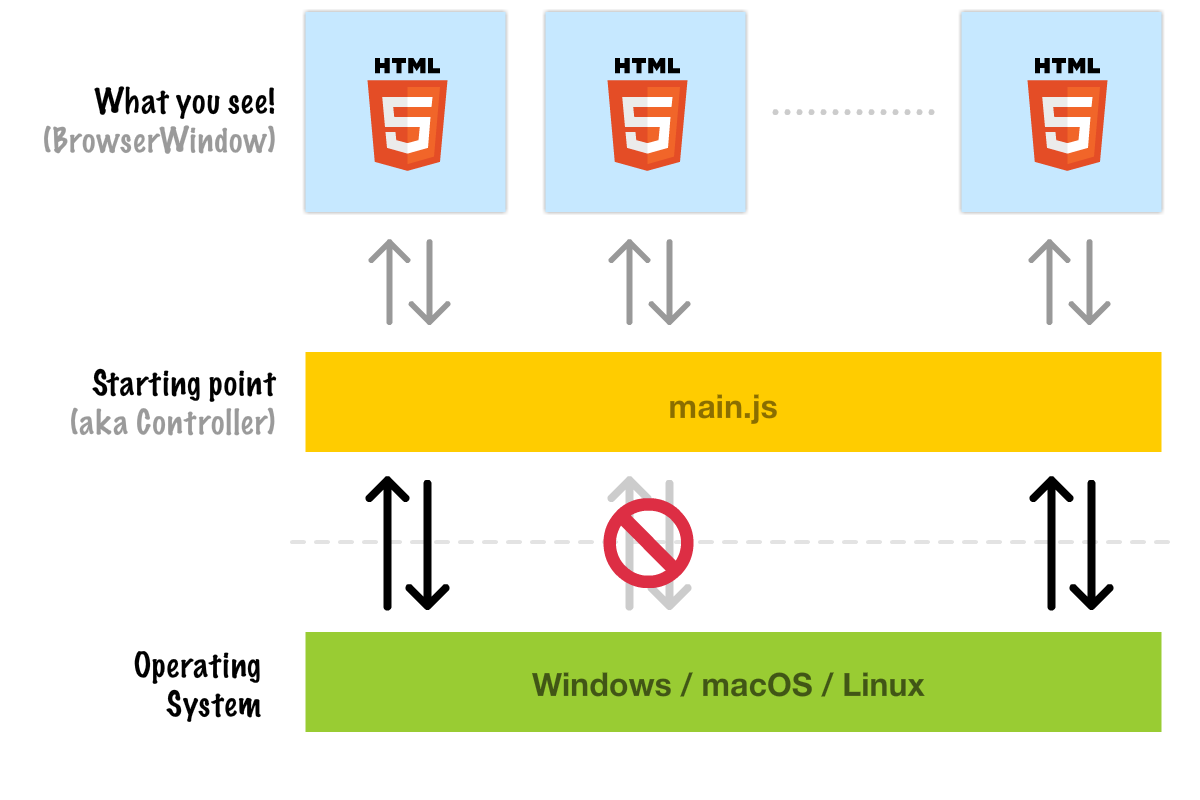 HTML
HTML
HTML
5
5
5
What you see!
(BrowserWindow)
Starting point
(aka Controller)
main.js
Operating
System
Windows / macOS / Linux